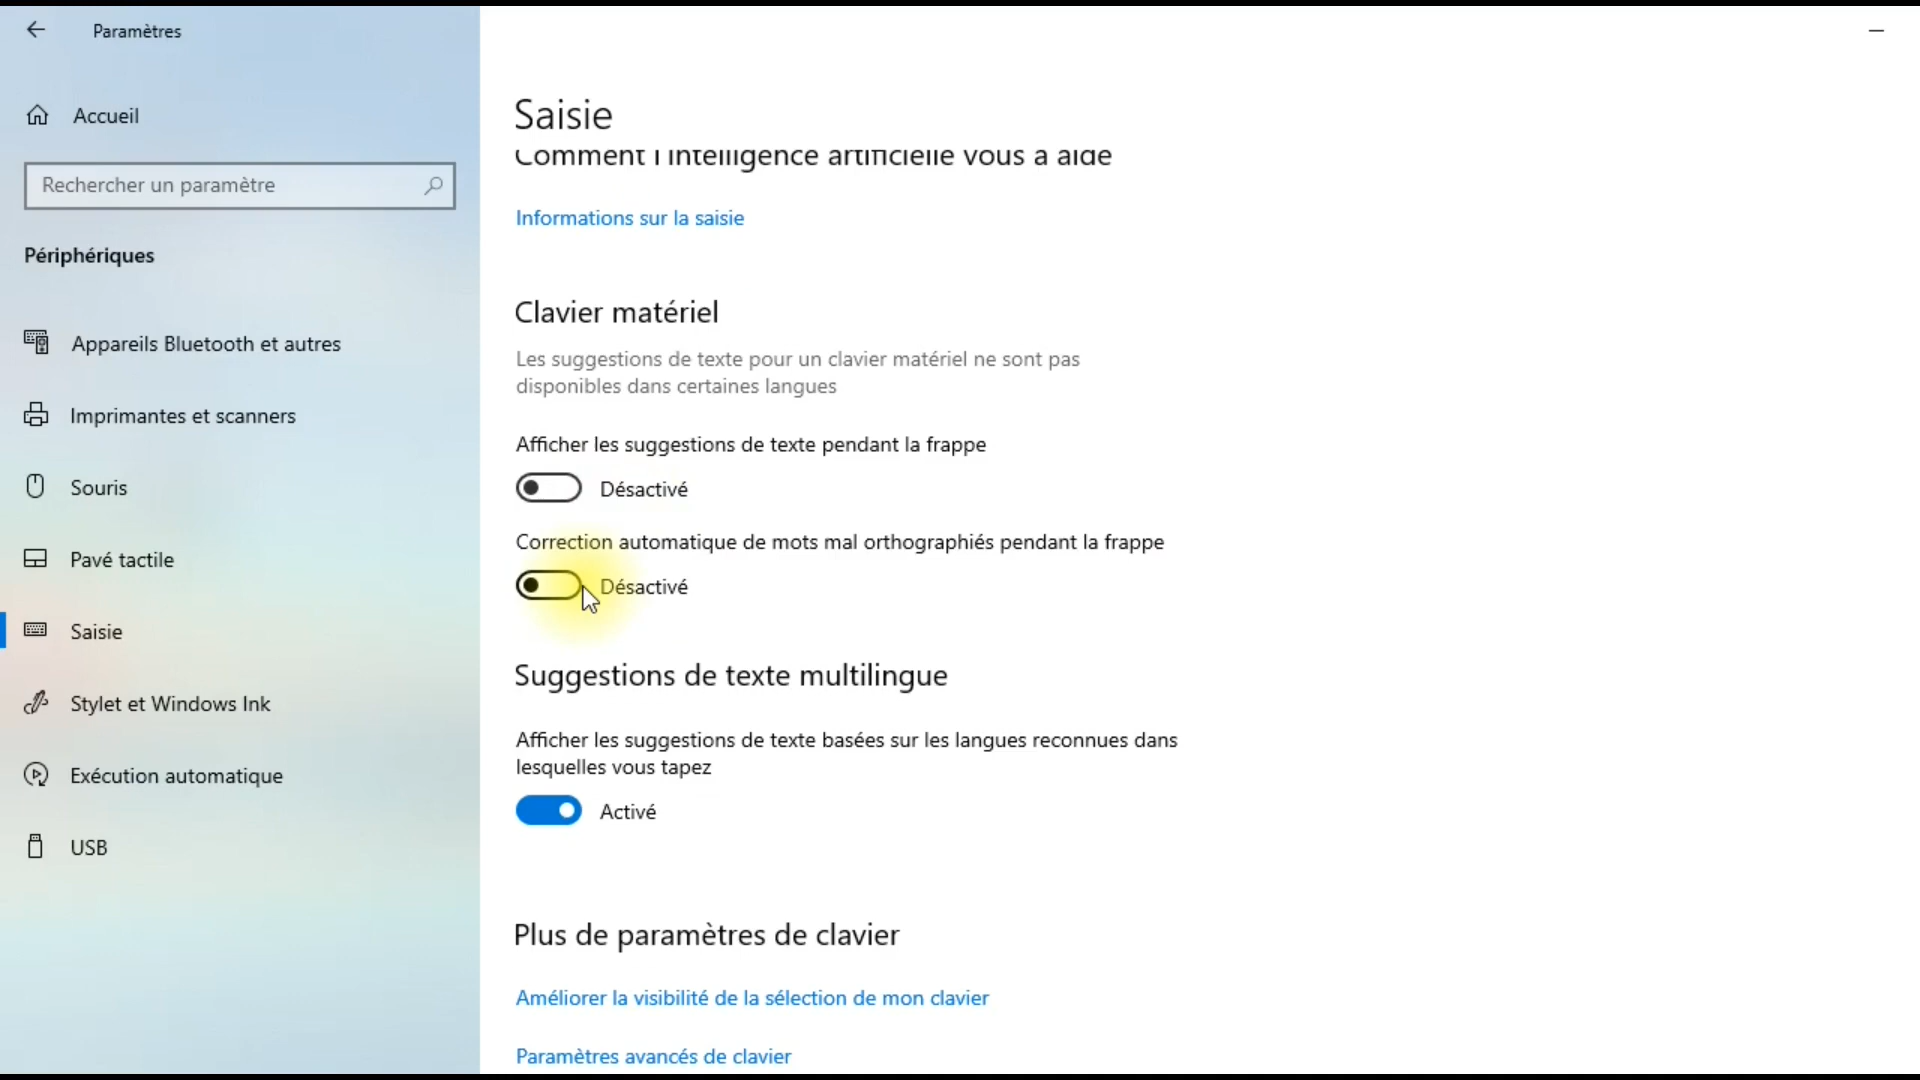 Paramètres
Accueil
Rechercher un paramètre
Périphériques
Appareils Bluetooth et autres
Imprimantes et scanners
Souris
Pavé tactile
Saisie
Stylet et Windows Ink
Exécution automatique
USB
Saisie
Comment l'intelligence artificielle vous a aidé
Informations sur la saisie
Clavier matériel
Les suggestions de texte pour un clavier matériel ne sont pas
disponibles dans certaines langues
Afficher les suggestions de texte pendant la frappe
Désactivé
Correction automatique de mots mal orthographiés pendant la frappe
Désactivé
Suggestions de texte multilingue
Afficher les suggestions de texte basées sur les langues reconnues dans
lesquelles vous tapez
Activé
Plus de paramètres de clavier
Améliorer la visibilité de la sélection de mon clavier
Paramètres avancés de clavier